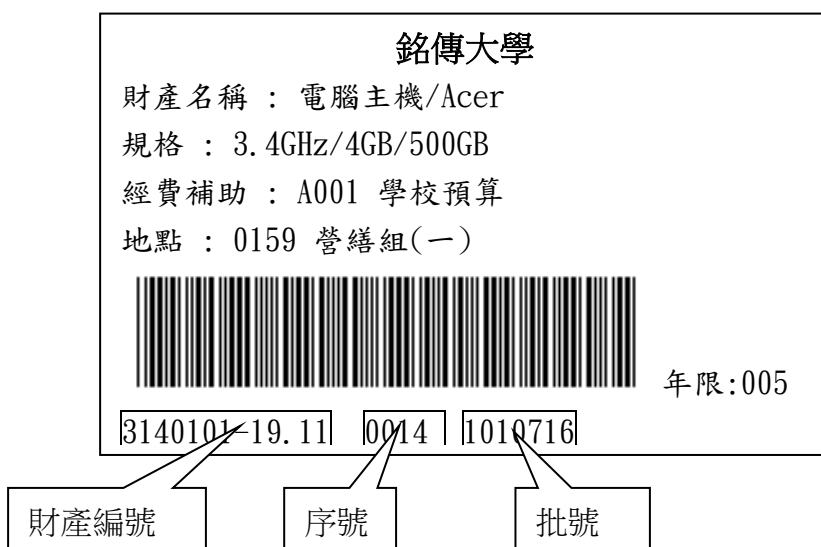 銘傳大學
財產名稱 : 電腦主機/Acer
規格 : 3.4GHz/4GB/500GB
經費補助 : A001 學校預算
地點 : 0159 營繕組(一)
年限:005
3140101-19.11 0014 1010716
財產編號 序號 批號